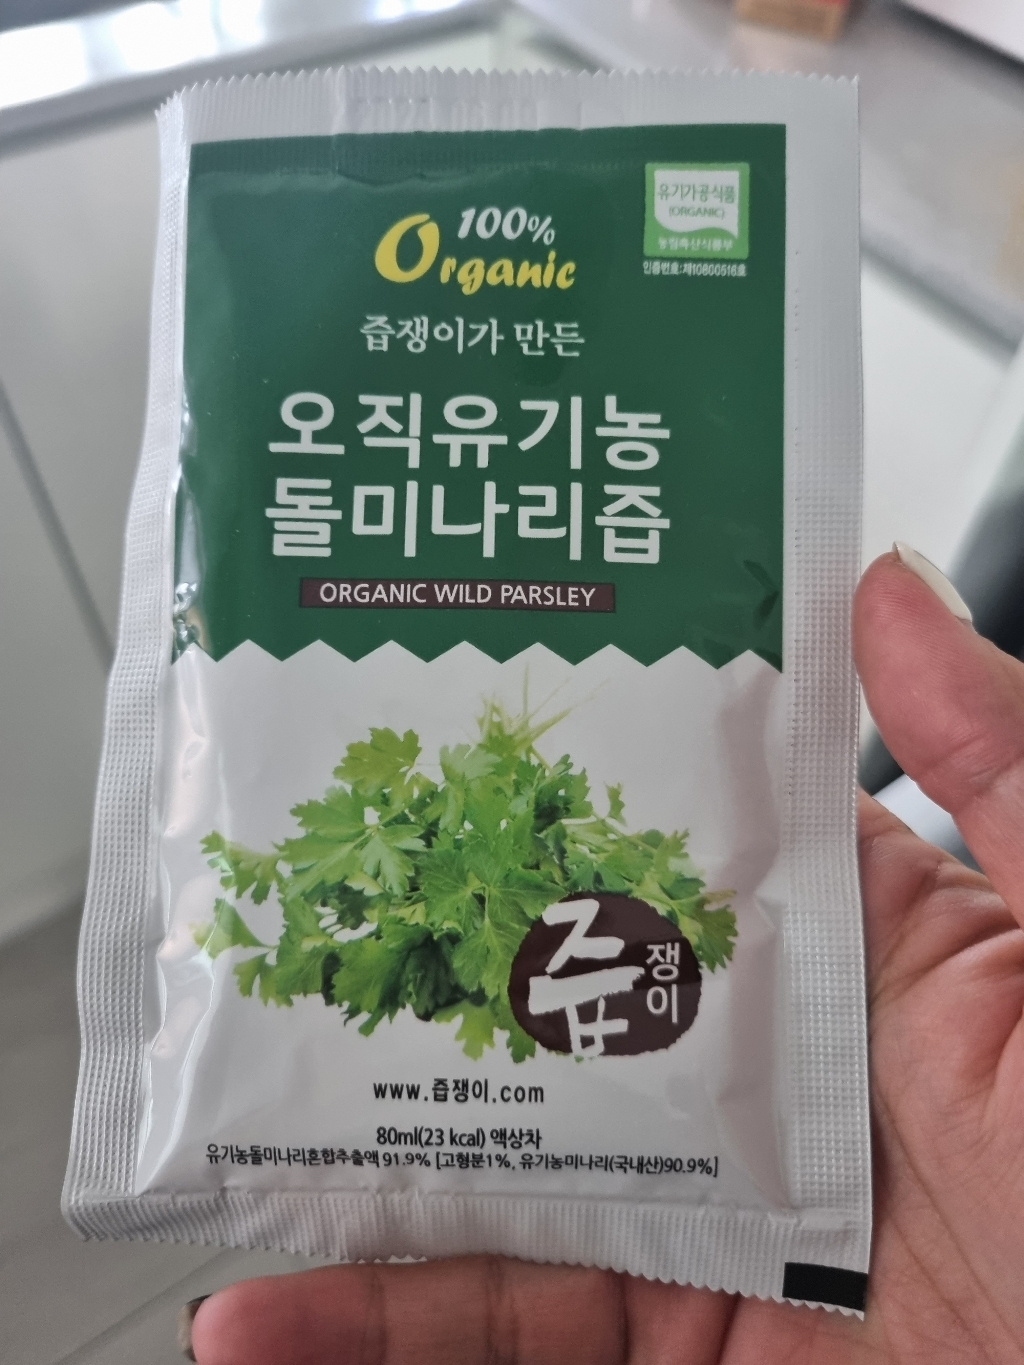 100%
Organic
유기가공식품
(ORGANIC)
농림축산식품부
인증번호:제10800516호
즙쟁이가 만든
오직유기농
돌미나리즙
ORGANIC WILD PARSLEY
즙쟁이
www.즙쟁이.com
80ml(23 kcal) 액상차
유기농돌미나리혼합추출액 91.9% [고형분1%, 유기농미나리(국내산)90.9%]